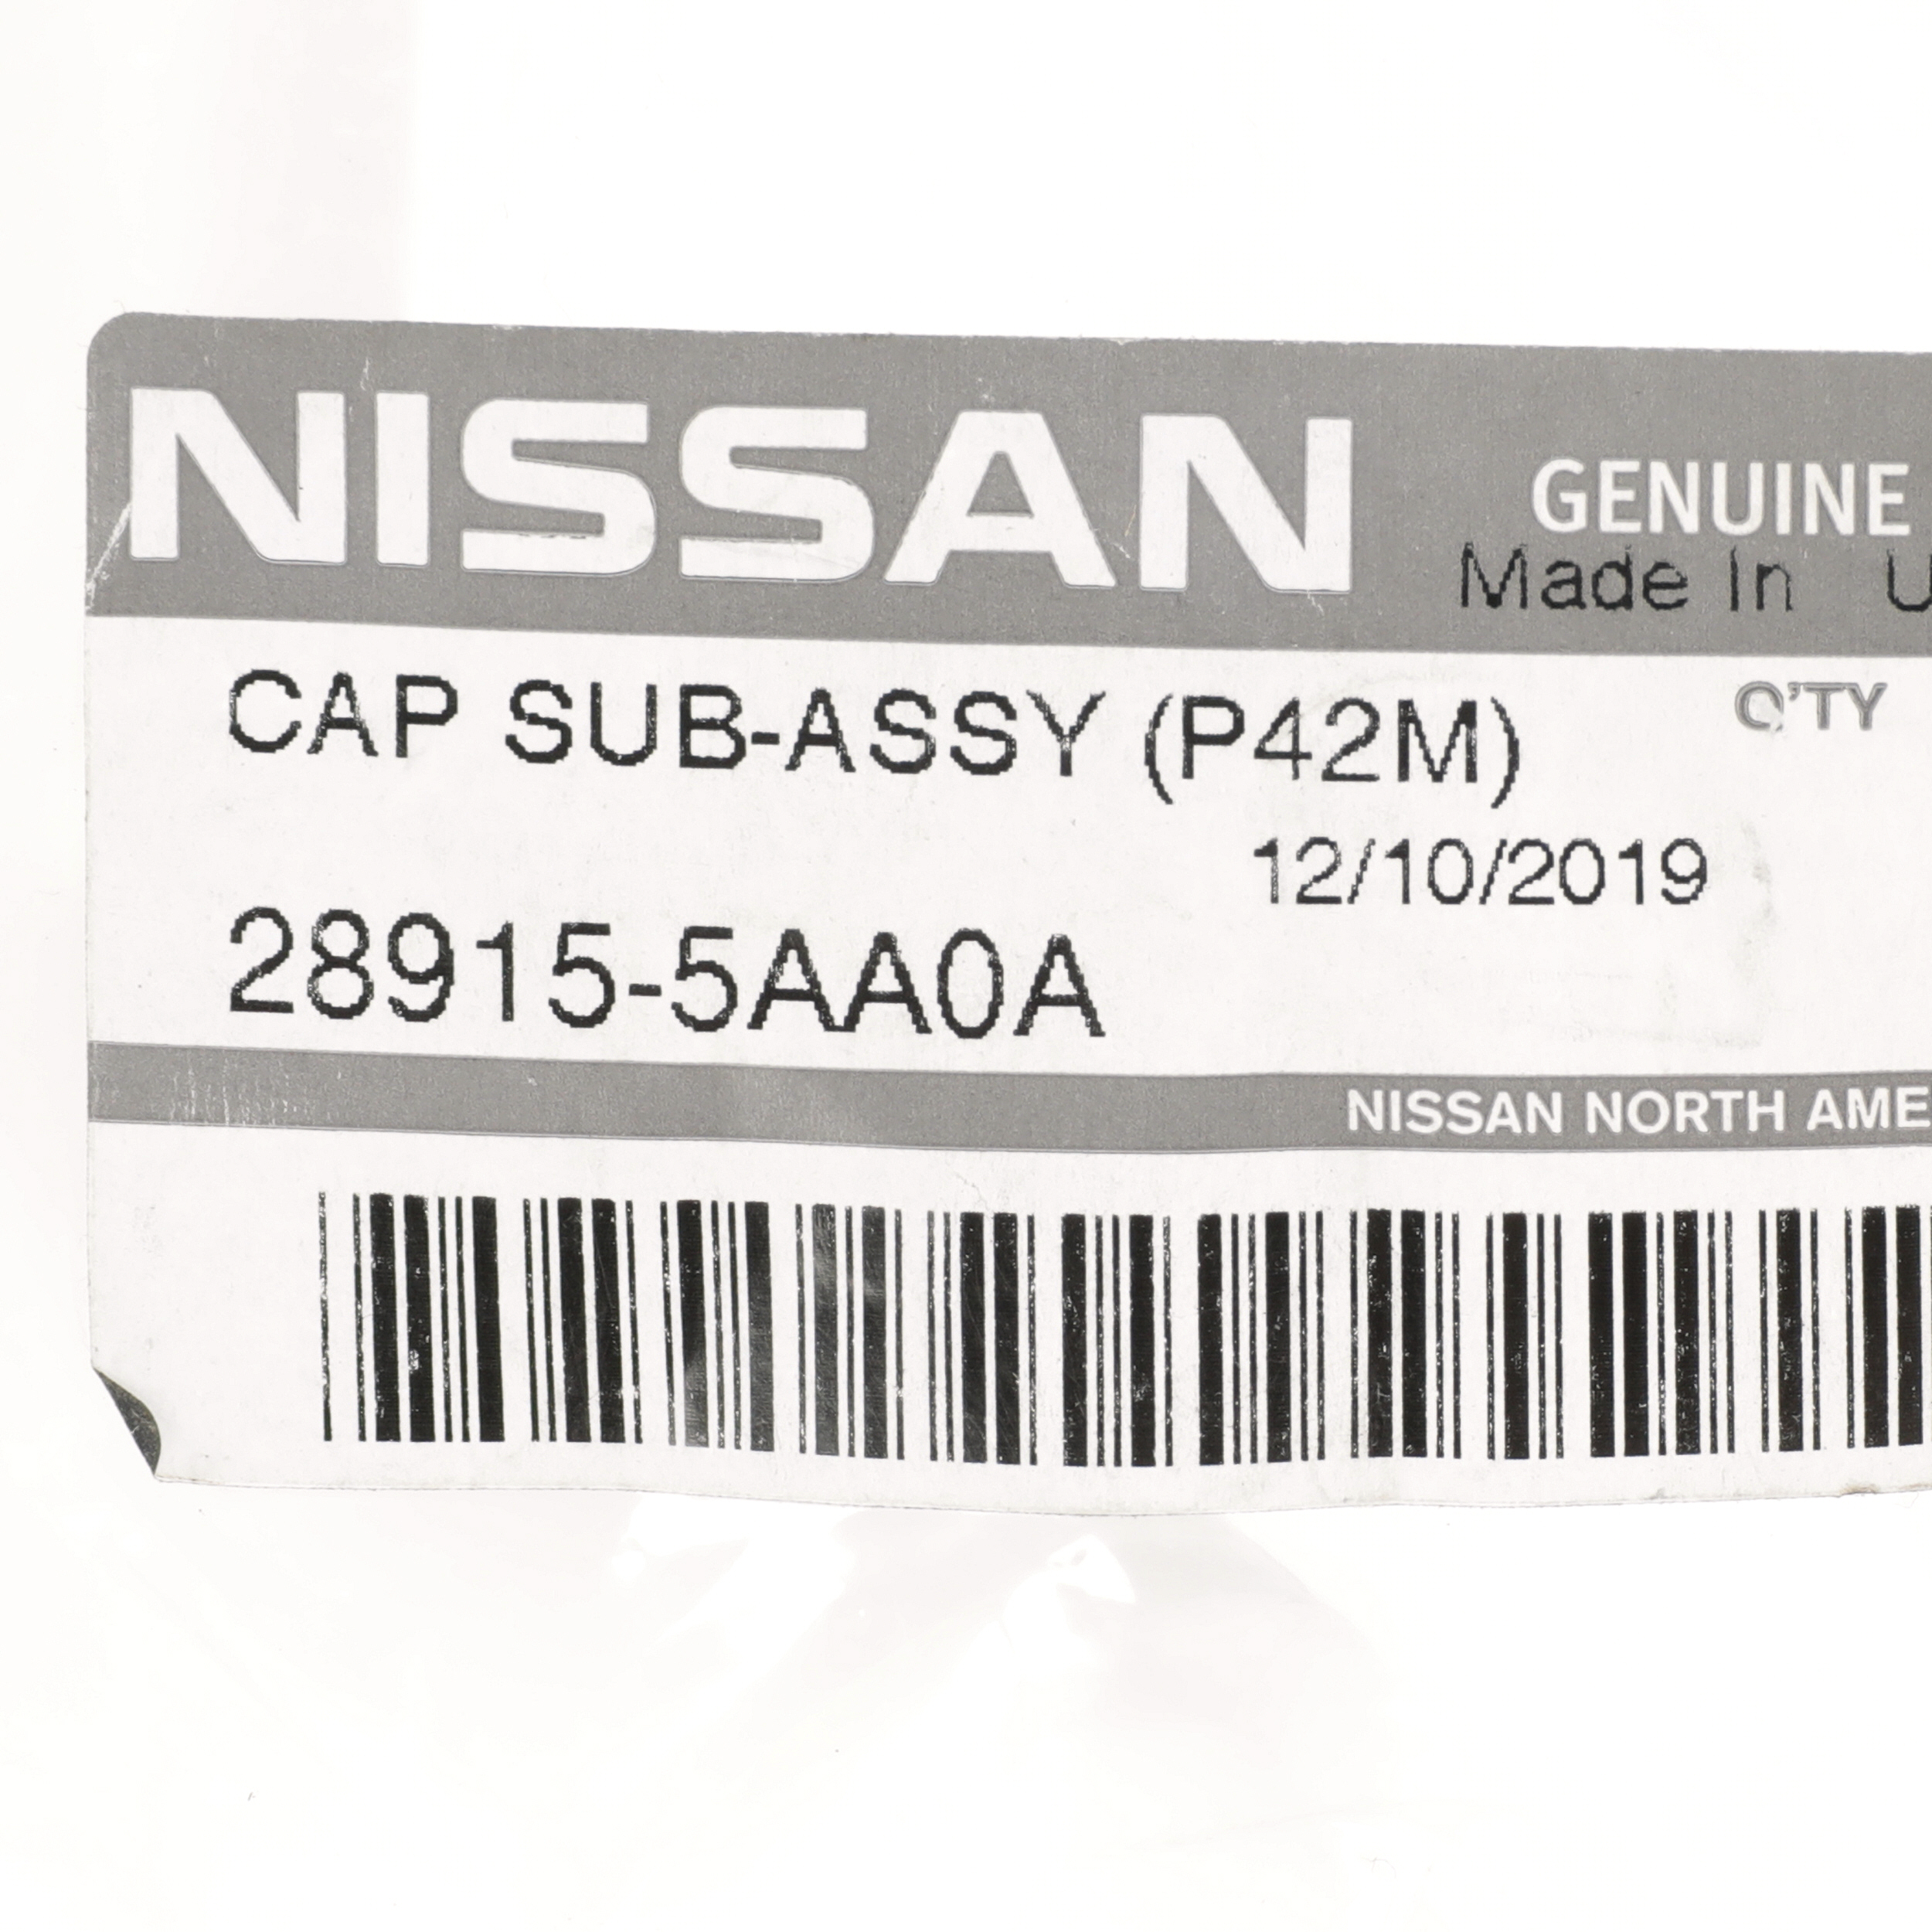 NISSAN
GENUINE
Made In U
CAP SUB-ASSY (P42M)
Q'TY
12/10/2019
28915-5AA0A
NISSAN NORTH AME